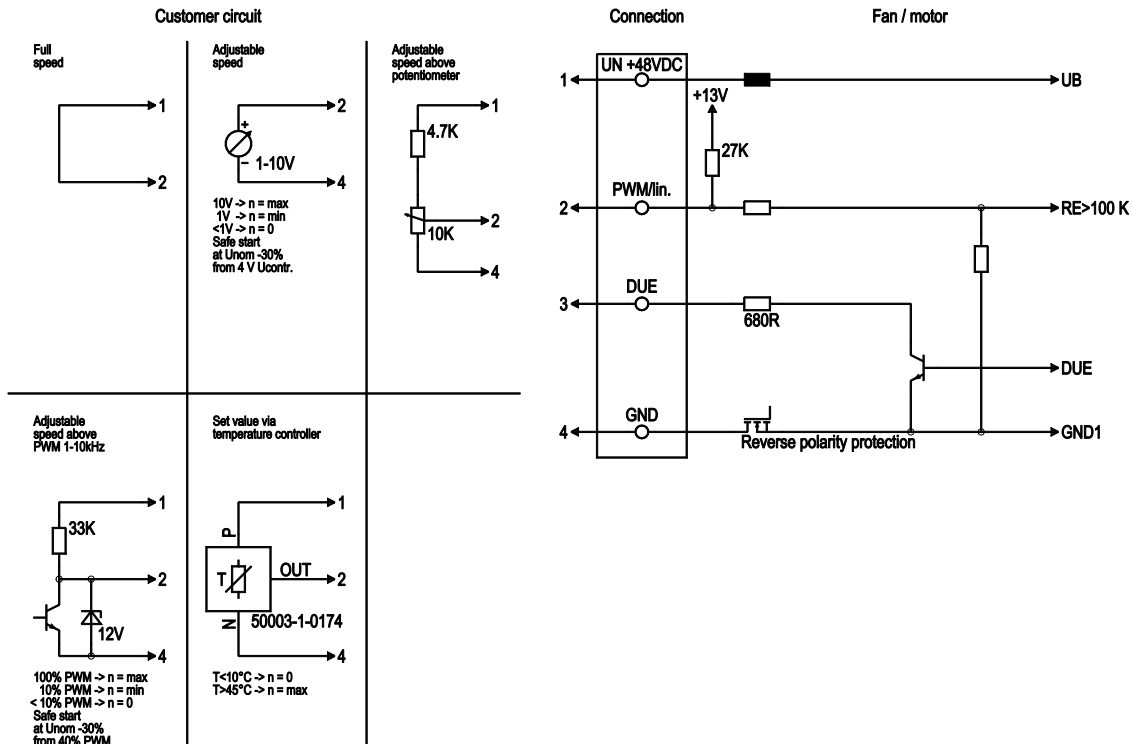 Customer circuit
Connection
Fan / motor
Full
speed
1
2
Adjustable
speed
+
–
1-10V
2
4
10V -> n = max
1V -> n = min
<1V -> n = 0
Safe start
at Unom -30%
from 4 V Ucontr.
Adjustable
speed above
potentiometer
1
4.7K
2
10K
4
Adjustable
speed above
PWM 1-10kHz
1
33K
2
12V
4
100% PWM -> n = max
10% PWM -> n = min
< 10% PWM -> n = 0
Safe start
at Unom -30%
from 40% PWM
Set value via
temperature controller
1
P
T
OUT
2
N
50003-1-0174
4
T<10°C -> n = 0
T>45°C -> n = max
1
UN +48VDC
UB
+13V
27K
2
PWM/lin.
RE>100 K
3
DUE
680R
DUE
4
GND
Reverse polarity protection
GND1